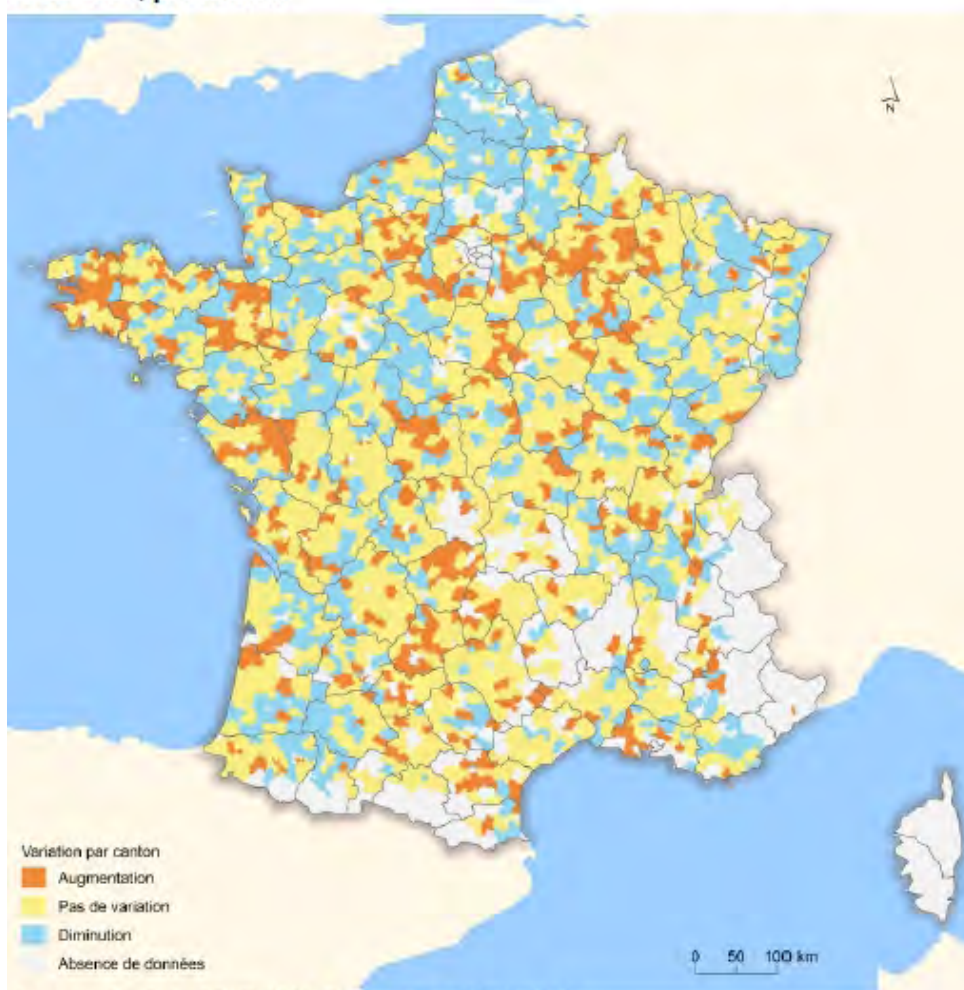 N
Variation par canton
Augmentation
Pas de variation
Diminution
Absence de données
0 50 100 km